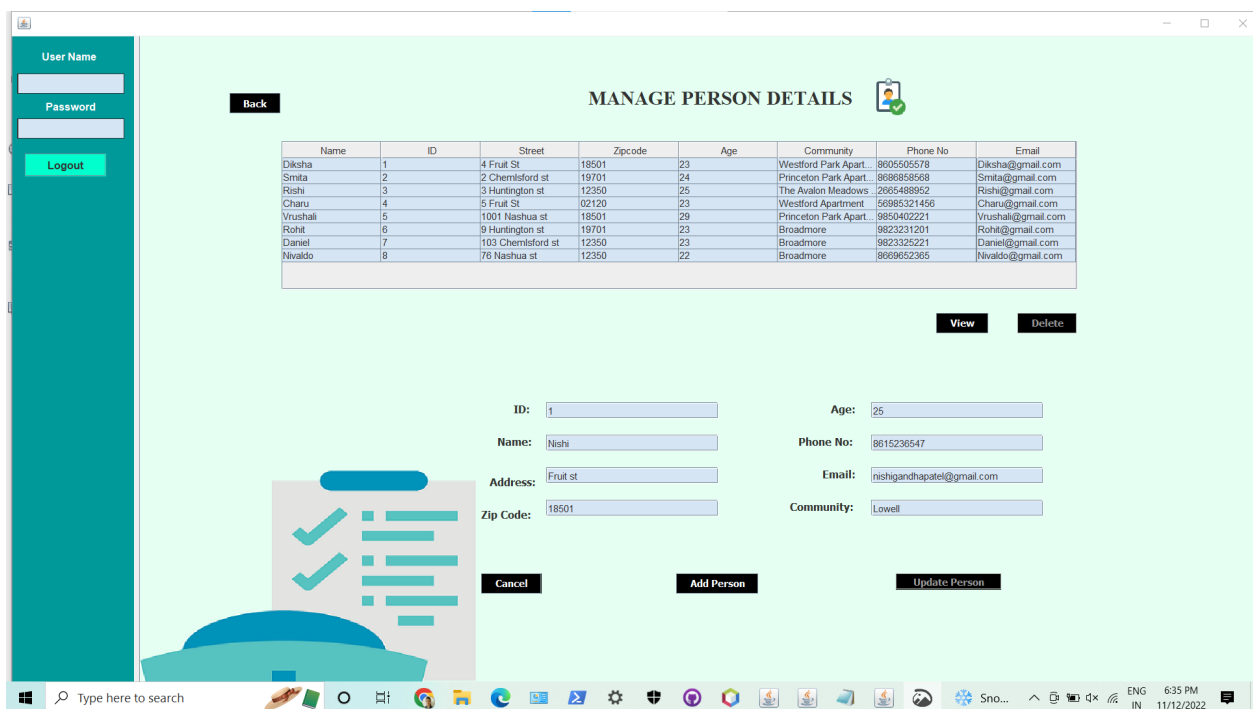 User Name
Password
Logout
Back
MANAGE PERSON DETAILS
Name ID Street Zipcode Age Community Phone No Email
Diksha 1 4 Fruit St 18501 23 Westford Park Apart... 8605505578 Diksha@gmail.com
Smita 2 2 Chemlsford st 19701 24 Princeton Park Apart... 8686858568 Smita@gmail.com
Rishi 3 3 Huntington st 12350 25 The Avalon Meadows ... 2665488952 Rishi@gmail.com
Charu 4 5 Fruit St 02120 23 Westford Apartment 56985321456 Charu@gmail.com
Vrushali 5 1001 Nashua st 18501 29 Princeton Park Apart... 9850402221 Vrushali@gmail.com
Rohit 6 9 Huntington st 19701 23 Broadmore 9823231201 Rohit@gmail.com
Daniel 7 103 Chemlsford st 12350 23 Broadmore 9823325221 Daniel@gmail.com
Nivaldo 8 76 Nashua st 12350 22 Broadmore 8669652365 Nivaldo@gmail.com
View Delete
ID: 1 Age: 25
Name: Nishi Phone No: 8615236547
Address: Fruit st Email: nishigandhapatel@gmail.com
Zip Code: 18501 Community: Lowell
Cancel Add Person Update Person
Type here to search Sno... ENG 6:35 PM
IN 11/12/2022